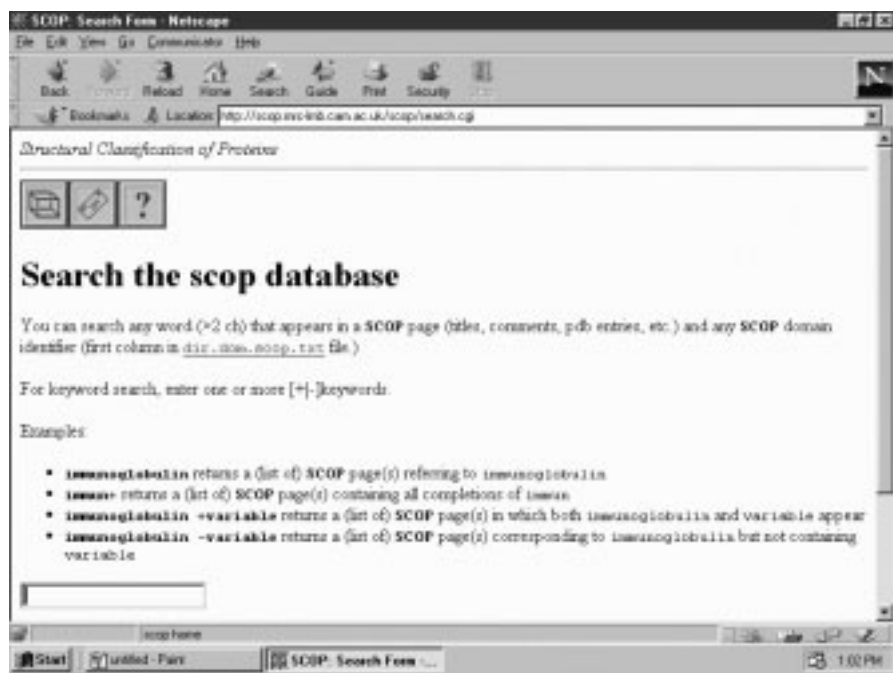 SCOP: Search Form - Netscape
File Edit View Go Communicator Help
Back Forward Reload Home Search Guide Print Security Stop
N
Bookmarks Location: http://scop.mrc-lmb.cam.ac.uk/scop/search.cgi
Structural Classification of Proteins
?
Search the scop database
You can search any word (>2 ch) that appears in a SCOP page (titles, comments, pdb entries, etc.) and any SCOP domain
identifier (first column in dir.dom.scop.txt file.)
For keyword search, enter one or more [+|-]keywords.
Examples:
• immunoglobulin returns a (list of) SCOP page(s) referring to immunoglobulin
• immun* returns a (list of) SCOP page(s) containing all completions of immun
• immunoglobulin +variable returns a (list of) SCOP page(s) in which both immunoglobulin and variable appear
• immunoglobulin -variable returns a (list of) SCOP page(s) corresponding to immunoglobulin but not containing
variable
scop home
Start untitled - Paint SCOP: Search Form -... 1:02 PM